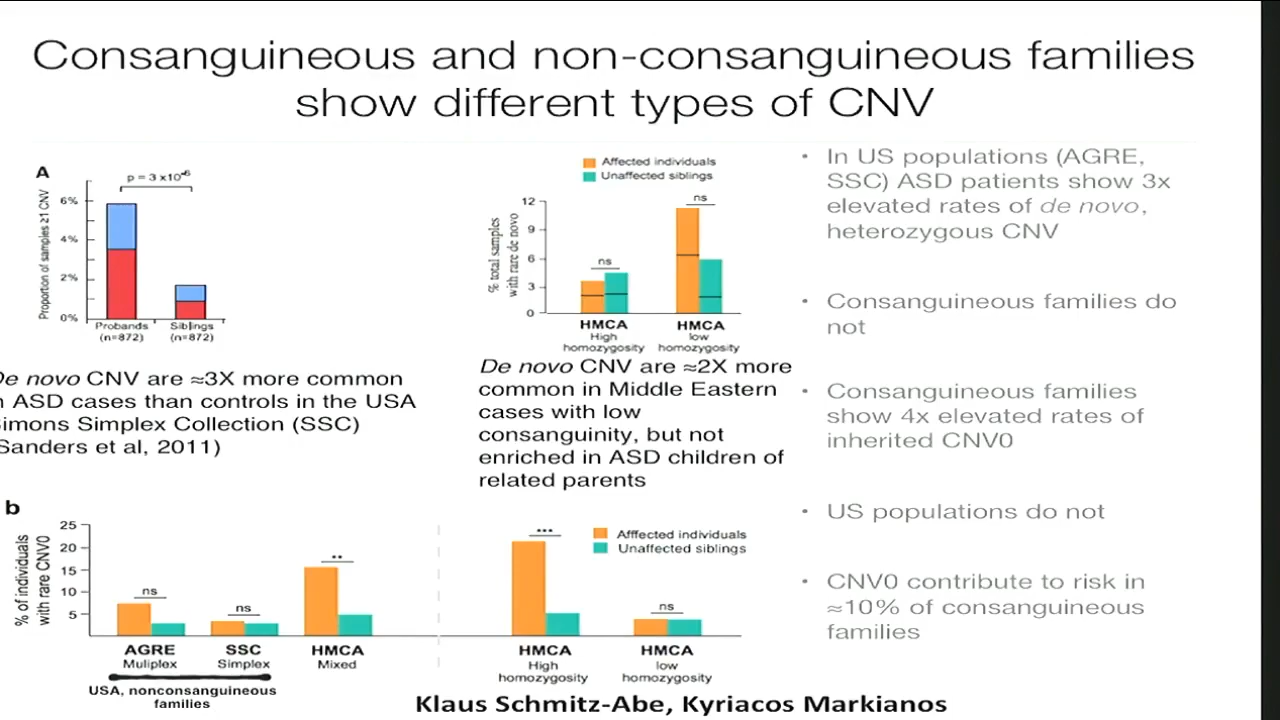 Consanguineous and non-consanguineous families
show different types of CNV
A
p = 3 x10-6
Proportion of samples ≥1 CNV
6%
4%
2%
0%
Probands
(n=872)
Siblings
(n=872)
De novo CNV are ≈3X more common
n ASD cases than controls in the USA
Simons Simplex Collection (SSC)
Sanders et al, 2011)
Affected individuals
Unaffected siblings
% total samples
with rare de novo
12
9
6
3
0
ns
ns
HMCA
High
homozygosity
HMCA
low
homozygosity
De novo CNV are ≈2X more
common in Middle Eastern
cases with low
consanguinity, but not
enriched in ASD children of
related parents
• In US populations (AGRE,
SSC) ASD patients show 3x
elevated rates of de novo,
heterozygous CNV
• Consanguineous families do
not
• Consanguineous families
show 4x elevated rates of
inherited CNV0
• US populations do not
• CNV0 contribute to risk in
≈10% of consanguineous
families
b
% of individuals
with rare CNV0
25
20
15
10
5
ns
ns
**
AGRE
Muliplex
SSC
Simplex
HMCA
Mixed
USA, nonconsanguineous
families
***
ns
Afffected individuals
Unaffected siblings
HMCA
High
homozygosity
HMCA
low
homozygosity
Klaus Schmitz-Abe, Kyriacos Markianos